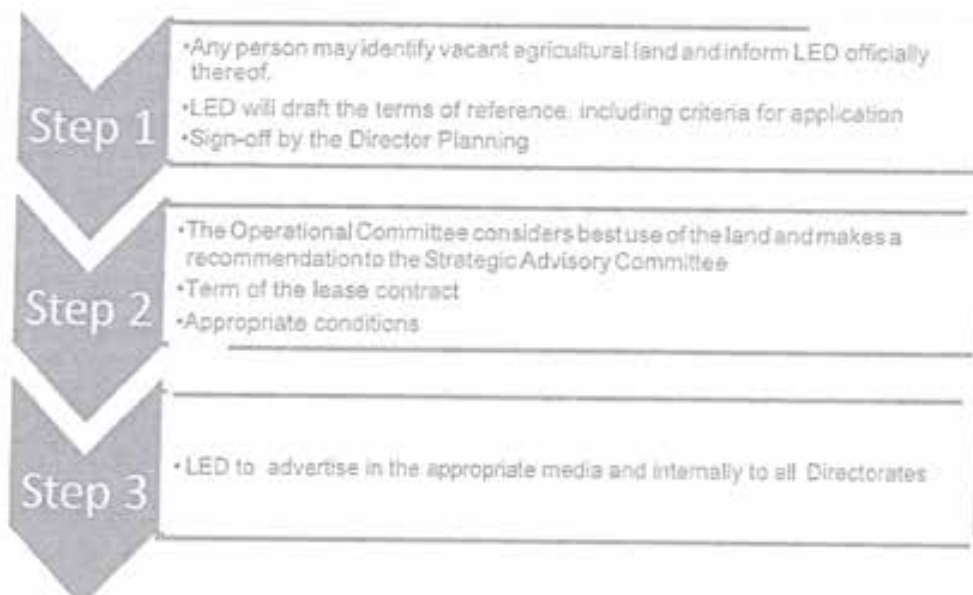 Step 1
•Any person may identify vacant agricultural land and inform LED officially
thereof.
•LED will draft the terms of reference, including criteria for application
•Sign-off by the Director Planning
Step 2
•The Operational Committee considers best use of the land and makes a
recommendation to the Strategic Advisory Committee
•Term of the lease contract
•Appropriate conditions
Step 3
• LED to advertise in the appropriate media and internally to all Directorates